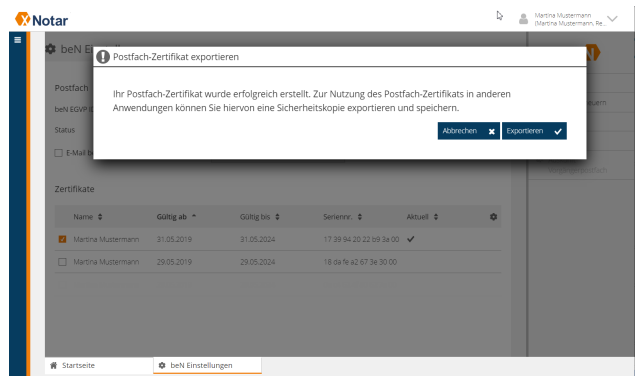 Notar
Martina Mustermann
(Martina Mustermann, Re...
beN E
Postfach-Zertifikat exportieren
Ihr Postfach-Zertifikat wurde erfolgreich erstellt. Zur Nutzung des Postfach-Zertifikats in anderen
Anwendungen können Sie hiervon eine Sicherheitskopie exportieren und speichern.
Abbrechen Exportieren
Postfach
beN EGVP
Status
E-Mail
Zertifikate
Name Gültig ab Gültig bis Seriennr. Aktuell
Martina Mustermann 31.05.2019 31.05.2024 17 39 94 20 22 b9 3a 00
Martina Mustermann 29.05.2019 29.05.2024 18 da fe a2 67 3e 30 00
Startseite beN Einstellungen